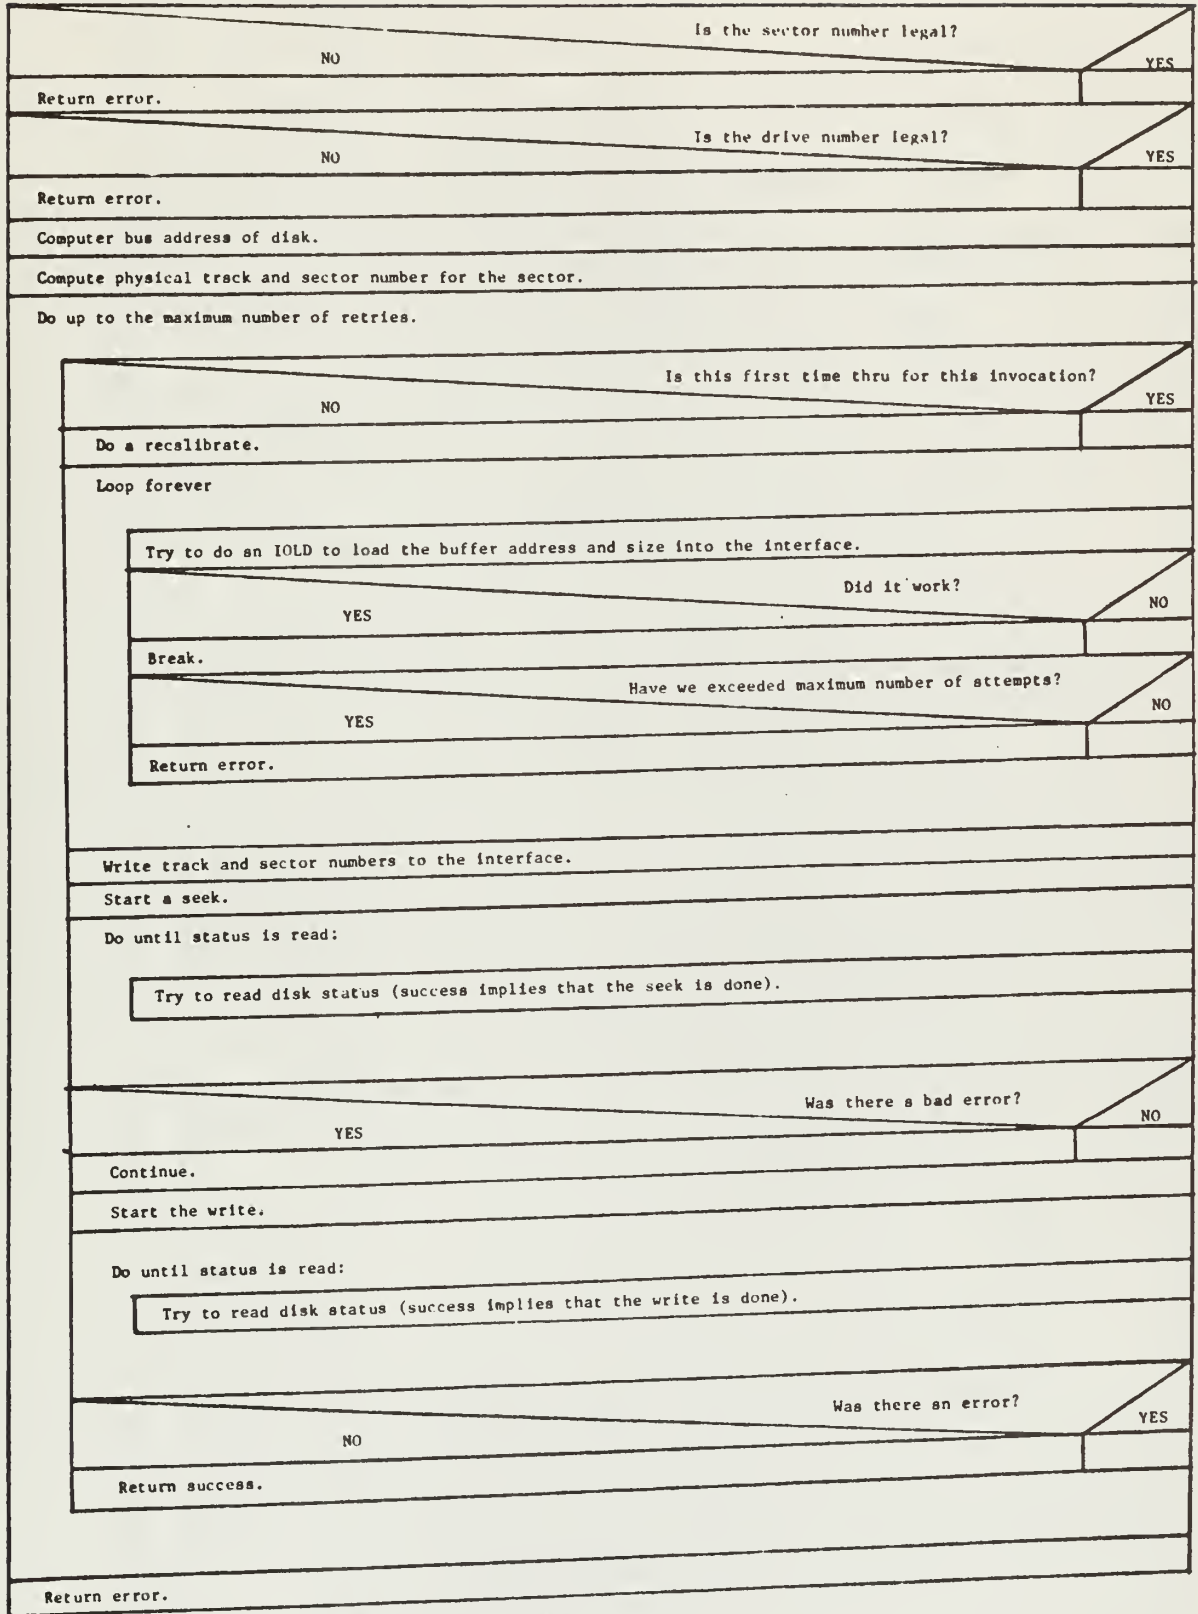 Is the sector number legal?
NO
YES
Return error.
Is the drive number legal?
NO
YES
Return error.
Computer bus address of disk.
Compute physical track and sector number for the sector.
Do up to the maximum number of retries.
Is this first time thru for this invocation?
NO
YES
Do a recalibrate.
Loop forever
Try to do an IOLD to load the buffer address and size into the interface.
Did it work?
YES
NO
Break.
Have we exceeded maximum number of attempts?
YES
NO
Return error.
Write track and sector numbers to the interface.
Start a seek.
Do until status is read:
Try to read disk status (success implies that the seek is done).
Was there a bad error?
YES
NO
Continue.
Start the write.
Do until status is read:
Try to read disk status (success implies that the write is done).
Was there an error?
NO
YES
Return success.
Return error.